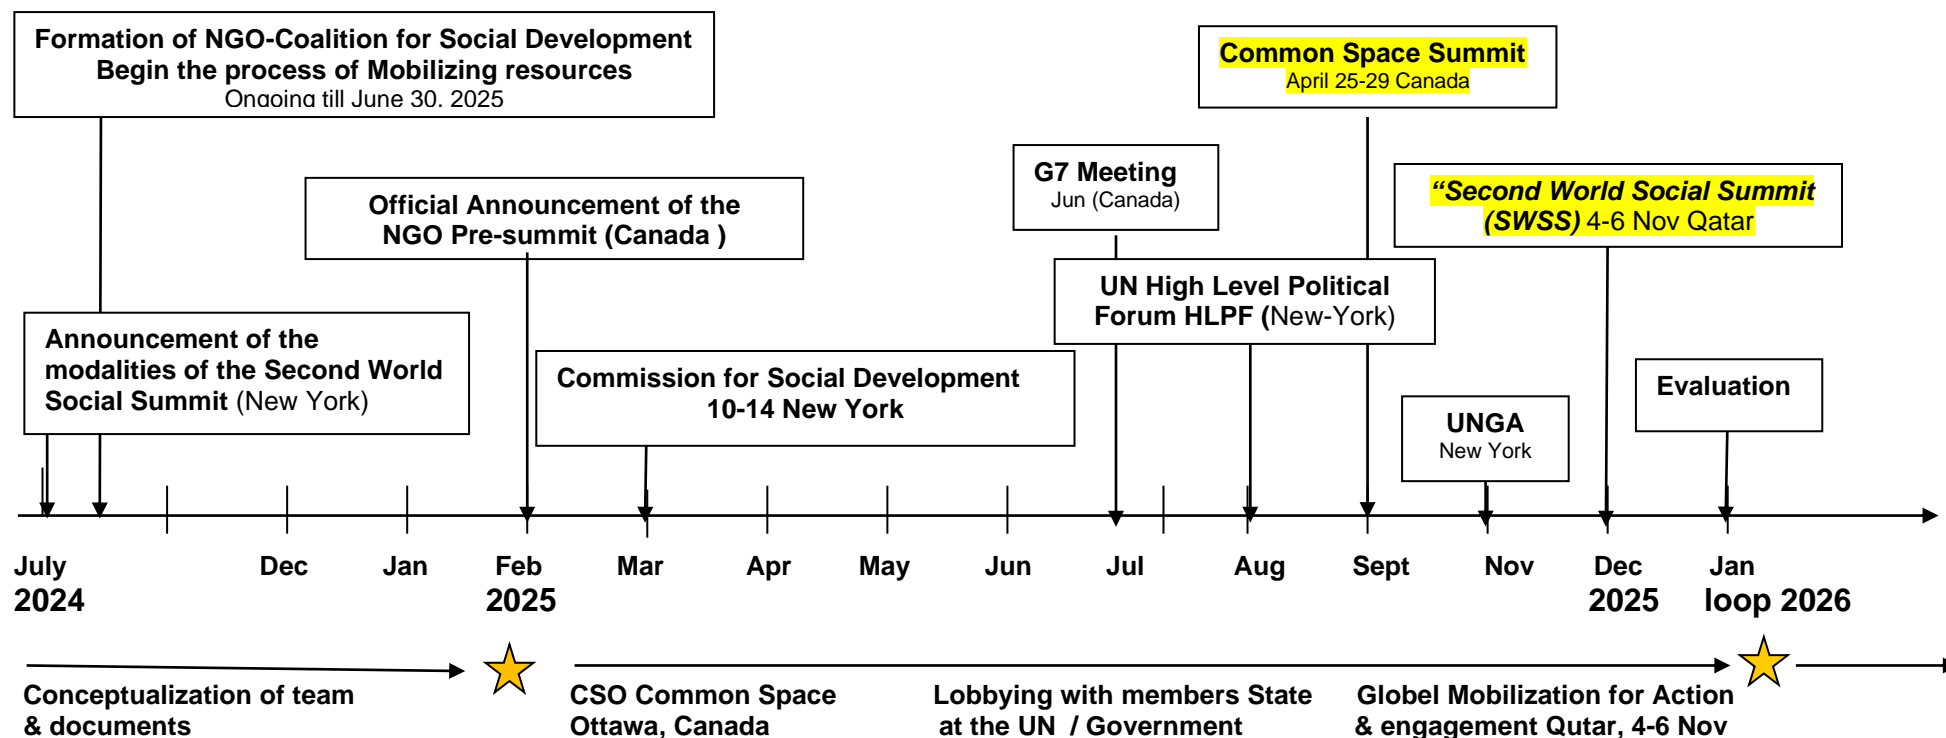 Formation of NGO-Coalition for Social Development
Begin the process of Mobilizing resources
Ongoing till June 30, 2025
Common Space Summit
April 25-29 Canada
G7 Meeting
Jun (Canada)
Official Announcement of the
NGO Pre-summit (Canada )
“Second World Social Summit
(SWSS) 4-6 Nov Qatar
UN High Level Political
Forum HLPF (New-York)
Announcement of the
modalities of the Second World
Social Summit (New York)
Commission for Social Development
10-14 New York
Evaluation
UNGA
New York
July Dec Jan Feb Mar Apr May Jun Jul Aug Sept Nov Dec Jan
2024 2025 2025 loop 2026
Conceptualization of team
& documents
CSO Common Space
Ottawa, Canada
Lobbying with members State
at the UN / Government
Globel Mobilization for Action
& engagement Qutar, 4-6 Nov